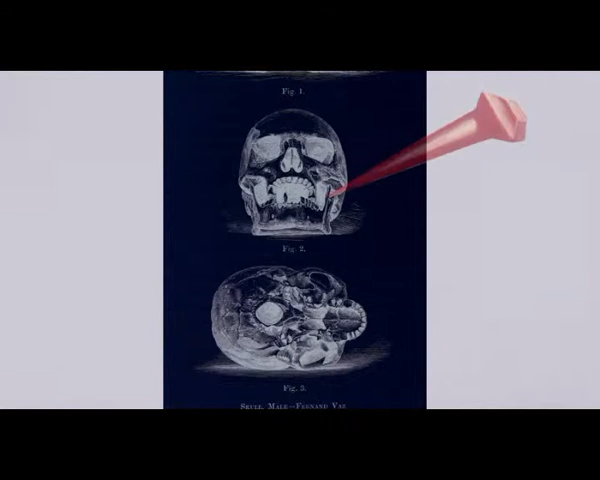 Fig. 1.
Fig. 2.
Fig. 3.
Skull, Male—Fernand Vaz